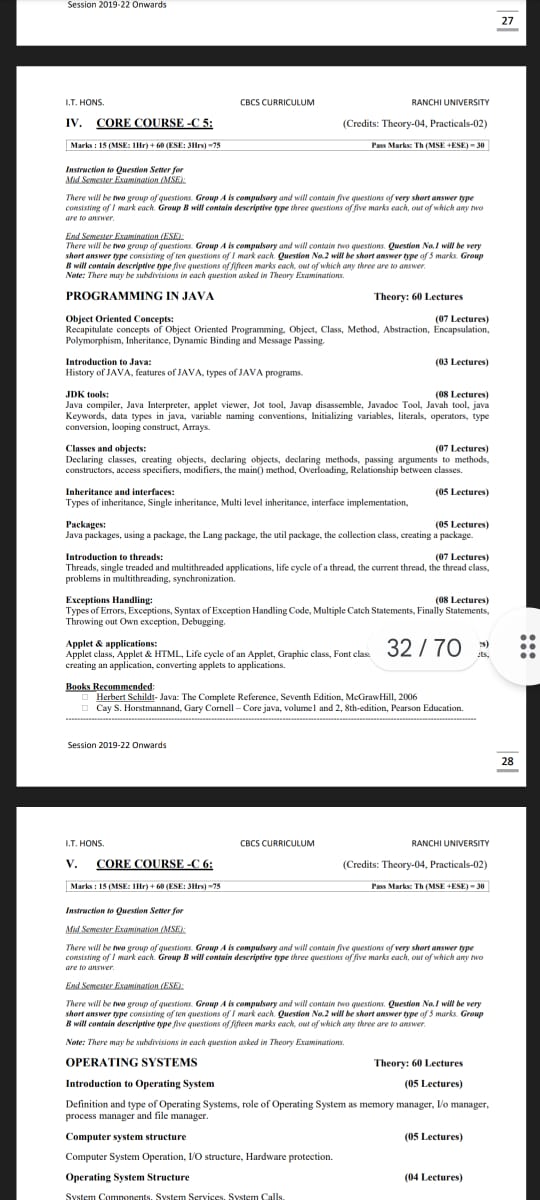 Session 2019-22 Onwards
27
I.T. HONS. CBCS CURRICULUM RANCHI UNIVERSITY
IV. CORE COURSE -C 5: (Credits: Theory-04, Practicals-02)
Marks : 15 (MSE: 1Hr) + 60 (ESE: 3Hrs) =75 Pass Marks: Th (MSE +ESE) = 30
Instruction to Question Setter for
Mid Semester Examination (MSE):
There will be two group of questions. Group A is compulsory and will contain five questions of very short answer type
consisting of 1 mark each. Group B will contain descriptive type three questions of five marks each, out of which any two
are to answer.
End Semester Examination (ESE):
There will be two group of questions. Group A is compulsory and will contain two questions. Question No.1 will be very
short answer type consisting of ten questions of 1 mark each. Question No.2 will be short answer type of 5 marks. Group
B will contain descriptive type five questions of fifteen marks each, out of which any three are to answer.
Note: There may be subdivisions in each question asked in Theory Examinations.
PROGRAMMING IN JAVA Theory: 60 Lectures
Object Oriented Concepts: (07 Lectures)
Recapitulate concepts of Object Oriented Programming, Object, Class, Method, Abstraction, Encapsulation,
Polymorphism, Inheritance, Dynamic Binding and Message Passing.
Introduction to Java: (03 Lectures)
History of JAVA, features of JAVA, types of JAVA programs.
JDK tools: (08 Lectures)
Java compiler, Java Interpreter, applet viewer, Jot tool, Javap disassemble, Javadoc Tool, Javah tool, java
Keywords, data types in java, variable naming conventions, Initializing variables, literals, operators, type
conversion, looping construct, Arrays.
Classes and objects: (07 Lectures)
Declaring classes, creating objects, declaring objects, declaring methods, passing arguments to methods,
constructors, access specifiers, modifiers, the main() method, Overloading, Relationship between classes.
Inheritance and interfaces: (05 Lectures)
Types of inheritance, Single inheritance, Multi level inheritance, interface implementation,
Packages: (05 Lectures)
Java packages, using a package, the Lang package, the util package, the collection class, creating a package.
Introduction to threads: (07 Lectures)
Threads, single treaded and multithreaded applications, life cycle of a thread, the current thread, the thread class,
problems in multithreading, synchronization.
Exceptions Handling: (08 Lectures)
Types of Errors, Exceptions, Syntax of Exception Handling Code, Multiple Catch Statements, Finally Statements,
Throwing out Own exception, Debugging.
Applet & applications:
Applet class, Applet & HTML, Life cycle of an Applet, Graphic class, Font
creating an application, converting applets to applications.
32 / 70
Books Recommended:
Herbert Schildt- Java: The Complete Reference, Seventh Edition, McGrawHill, 2006
Cay S. Horstmannand, Gary Cornell – Core java, volume1 and 2, 8th-edition, Pearson Education.
Session 2019-22 Onwards
28
I.T. HONS. CBCS CURRICULUM RANCHI UNIVERSITY
V. CORE COURSE -C 6: (Credits: Theory-04, Practicals-02)
Marks : 15 (MSE: 1Hr) + 60 (ESE: 3Hrs) =75 Pass Marks: Th (MSE +ESE) = 30
Instruction to Question Setter for
Mid Semester Examination (MSE):
There will be two group of questions. Group A is compulsory and will contain five questions of very short answer type
consisting of 1 mark each. Group B will contain descriptive type three questions of five marks each, out of which any two
are to answer.
End Semester Examination (ESE):
There will be two group of questions. Group A is compulsory and will contain two questions. Question No.1 will be very
short answer type consisting of ten questions of 1 mark each. Question No.2 will be short answer type of 5 marks. Group
B will contain descriptive type five questions of fifteen marks each, out of which any three are to answer.
Note: There may be subdivisions in each question asked in Theory Examinations.
OPERATING SYSTEMS Theory: 60 Lectures
Introduction to Operating System (05 Lectures)
Definition and type of Operating Systems, role of Operating System as memory manager, I/o manager,
process manager and file manager.
Computer system structure (05 Lectures)
Computer System Operation, I/O structure, Hardware protection.
Operating System Structure (04 Lectures)
System Components, System Services, System Calls,